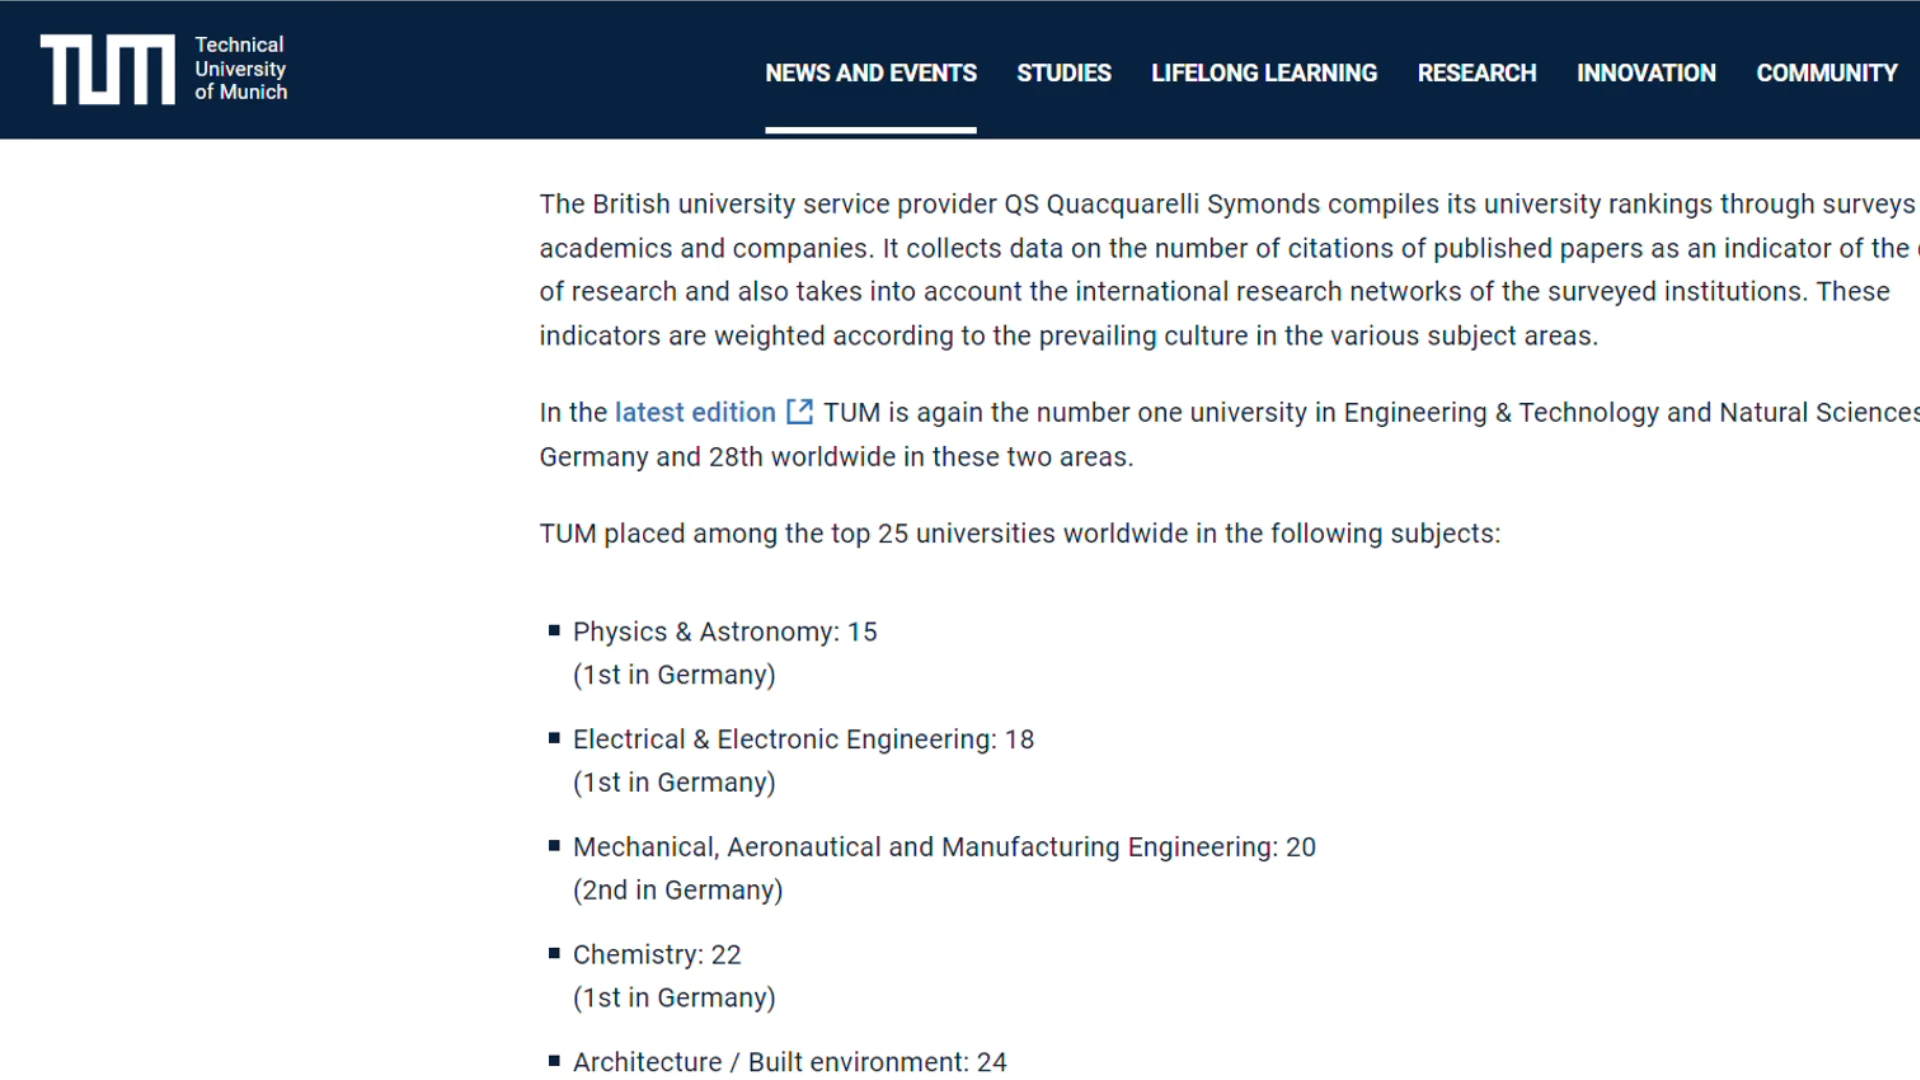 TUM
Technical
University
of Munich
NEWS AND EVENTS
STUDIES
LIFELONG LEARNING
RESEARCH
INNOVATION
COMMUNITY
The British university service provider QS Quacquarelli Symonds compiles its university rankings through surveys
academics and companies. It collects data on the number of citations of published papers as an indicator of the
of research and also takes into account the international research networks of the surveyed institutions. These
indicators are weighted according to the prevailing culture in the various subject areas.
In the latest edition TUM is again the number one university in Engineering & Technology and Natural Sciences
Germany and 28th worldwide in these two areas.
TUM placed among the top 25 universities worldwide in the following subjects:
Physics & Astronomy: 15
(1st in Germany)
Electrical & Electronic Engineering: 18
(1st in Germany)
Mechanical, Aeronautical and Manufacturing Engineering: 20
(2nd in Germany)
Chemistry: 22
(1st in Germany)
Architecture / Built environment: 24